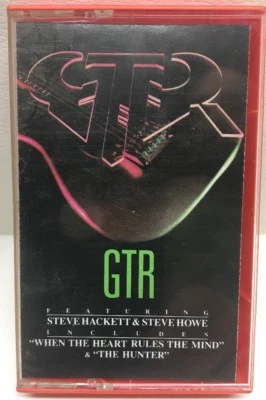 GTR
GTR
FEATURING
STEVE HACKETT & STEVE HOWE
INCLUDES
"WHEN THE HEART RULES THE MIND"
& "THE HUNTER"